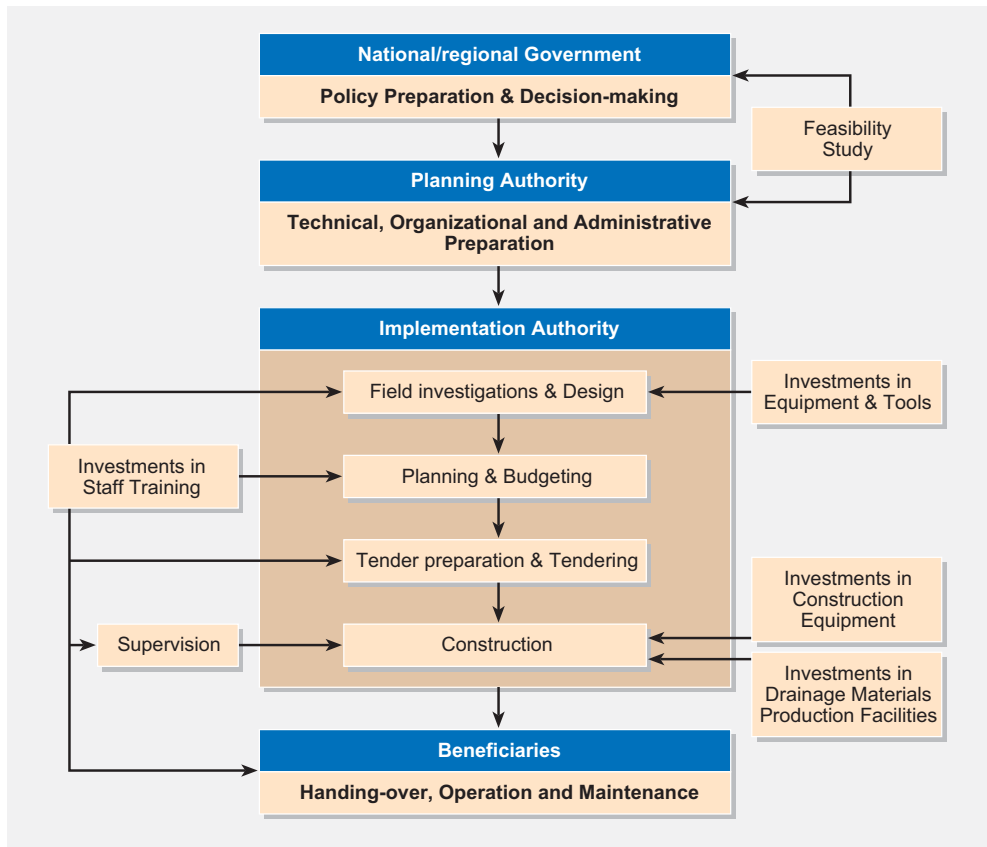 National/regional Government
Policy Preparation & Decision-making
Feasibility
Study
Planning Authority
Technical, Organizational and Administrative
Preparation
Implementation Authority
Field investigations & Design
Investments in
Equipment & Tools
Investments in
Staff Training
Planning & Budgeting
Tender preparation & Tendering
Investments in
Construction
Equipment
Supervision
Construction
Investments in
Drainage Materials
Production Facilities
Beneficiaries
Handing-over, Operation and Maintenance